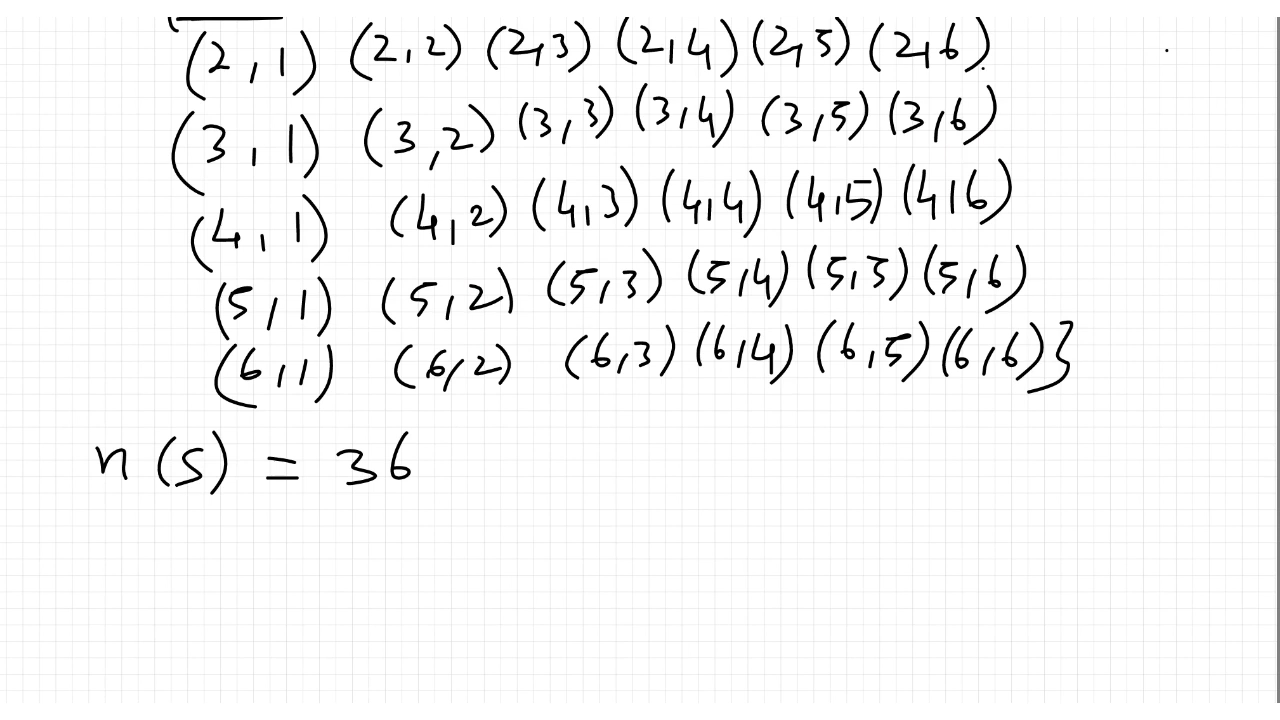 (2,1) (2,2) (2,3) (2,4) (2,5) (2,6)
(3,1) (3,2) (3,3) (3,4) (3,5) (3,6)
(4,1) (4,2) (4,3) (4,4) (4,5) (4,6)
(5,1) (5,2) (5,3) (5,4) (5,5) (5,6)
(6,1) (6,2) (6,3) (6,4) (6,5) (6,6)}
n(S) = 36